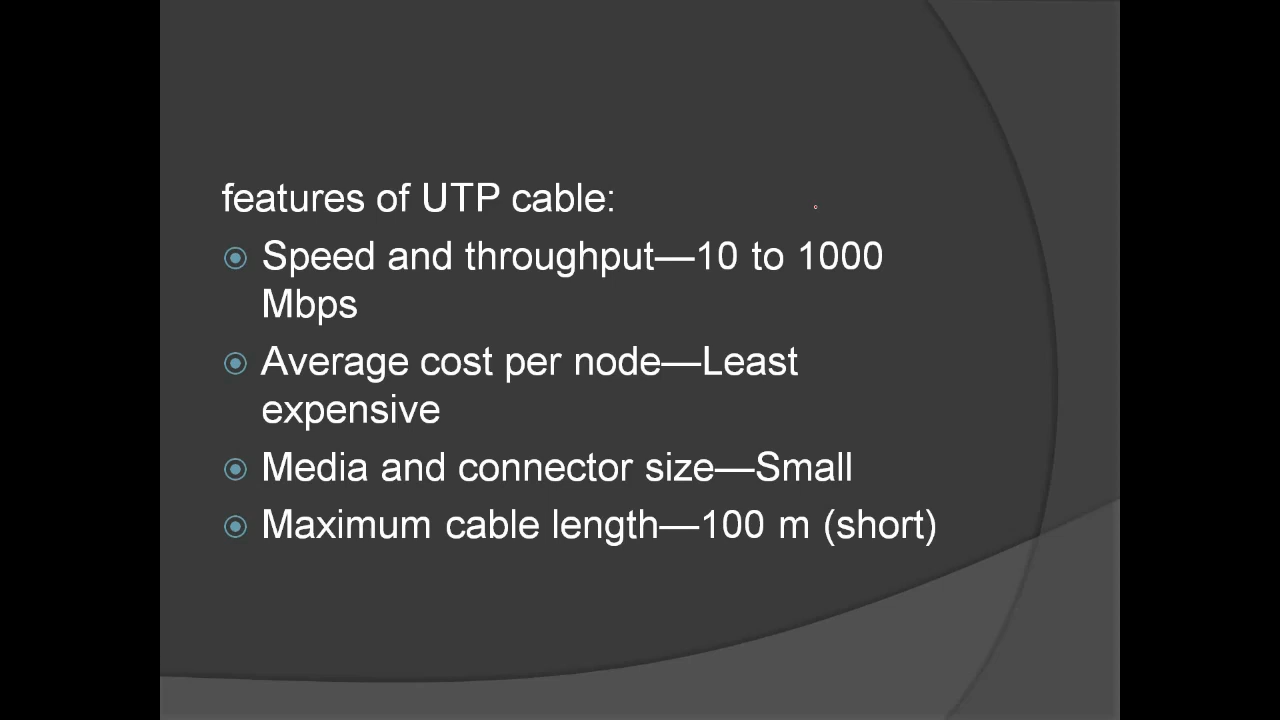 features of UTP cable:
Speed and throughput—10 to 1000
Mbps
Average cost per node—Least
expensive
Media and connector size—Small
Maximum cable length—100 m (short)